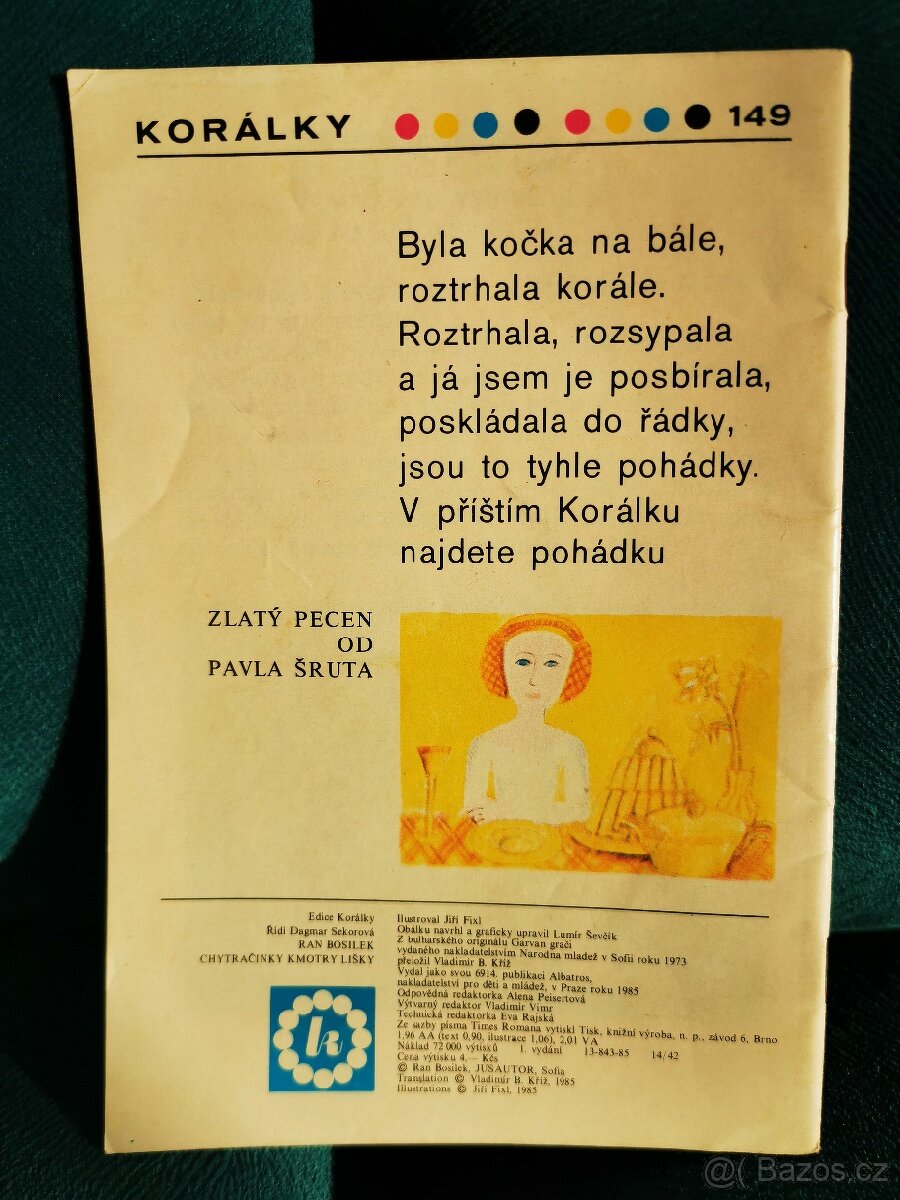 KORÁLKY 149
Byla kočka na bále,
roztrhala korále.
Roztrhala, rozsypala
a já jsem je posbírala,
poskládala do řádky,
jsou to tyhle pohádky.
V příštím Korálku
najdete pohádku
ZLATÝ PECEN
OD
PAVLA ŠRUTA
Edice Korálky
Řídí Dagmar Sekorová
RAN BOSILEK
CHYTRAČINKY KMOTRY LIŠKY
k
Ilustroval Jiří Fixl
Obálku navrhl a graficky upravil Lumír Ševčík
Z bulharského originálu Garvan grači
vydaného nakladatelstvím Narodna mladež v Sofii roku 1973
přeložil Vladimír B. Kříž
Vydal jako svou 6914. publikaci Albatros,
nakladatelství pro děti a mládež, v Praze roku 1985
Odpovědná redaktorka Alena Peisertová
Výtvarný redaktor Vladimír Vimr
Technická redaktorka Eva Rajská
Ze sazby písma Times Romana vytiskl Tisk, knižní výroba, n. p., závod 6, Brno
1,96 AA (text 0,90, ilustrace 1,06), 2,01 VA
Náklad 72 000 výtisků 1. vydání 13-843-85 14/42
Cena výtisku 4,— Kčs
© Ran Bosilek, JUSAUTOR, Sofia
Translation © Vladimír B. Kříž, 1985
Illustrations © Jiří Fixl, 1985
@( Bazos.cz